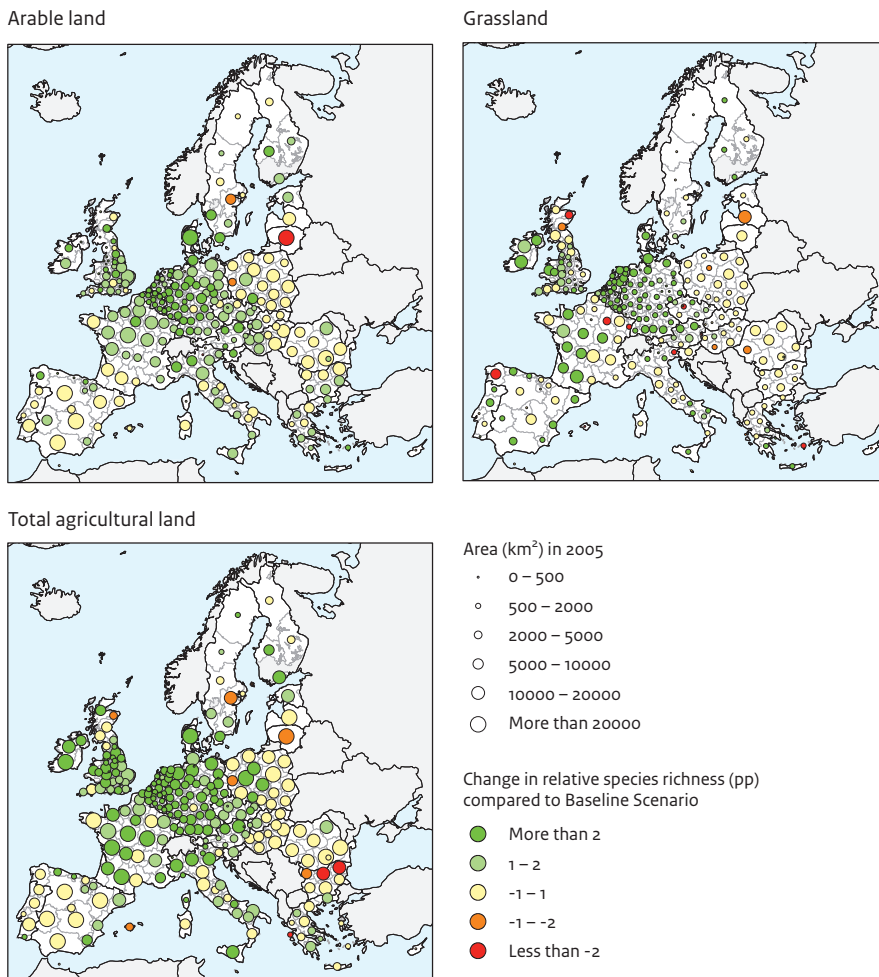 Arable land
Grassland
Total agricultural land
Area (km²) in 2005
0 – 500
500 – 2000
2000 – 5000
5000 – 10000
10000 – 20000
More than 20000
Change in relative species richness (pp)
compared to Baseline Scenario
More than 2
1 – 2
-1 – 1
-1 – -2
Less than -2